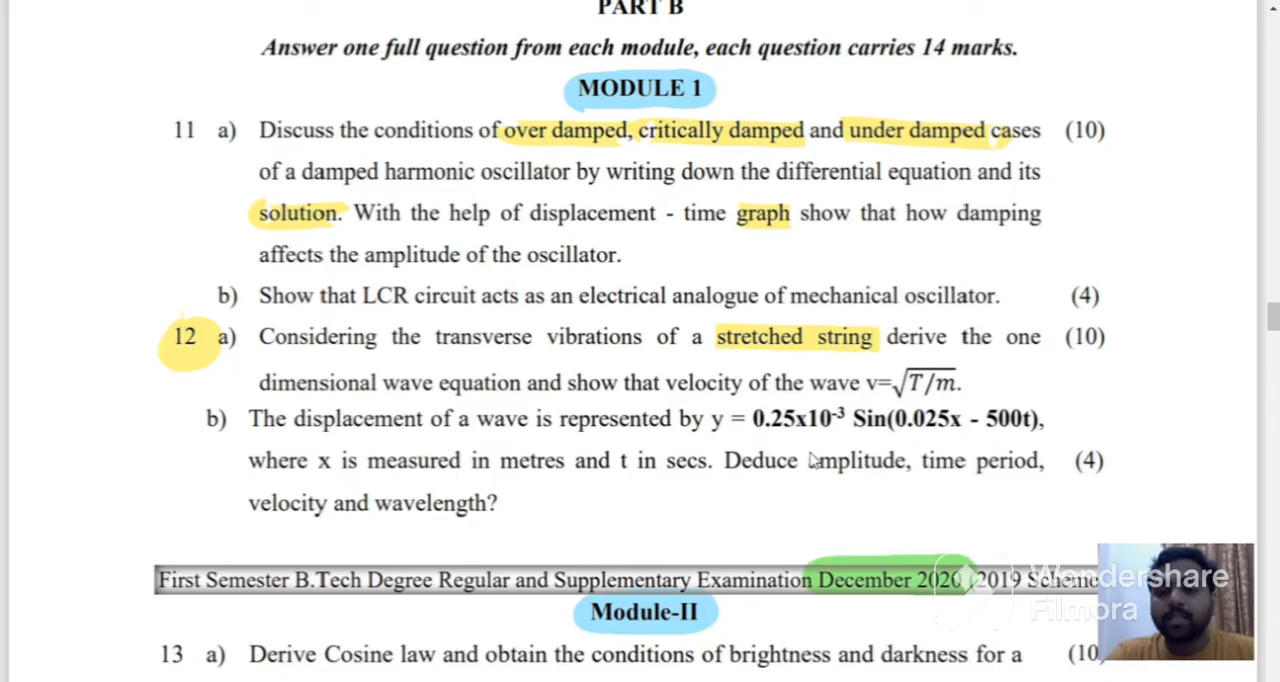 PART B
Answer one full question from each module, each question carries 14 marks.
MODULE 1
11 a) Discuss the conditions of over damped, critically damped and under damped cases (10)
of a damped harmonic oscillator by writing down the differential equation and its
solution. With the help of displacement - time graph show that how damping
affects the amplitude of the oscillator.
b) Show that LCR circuit acts as an electrical analogue of mechanical oscillator. (4)
12 a) Considering the transverse vibrations of a stretched string derive the one (10)
dimensional wave equation and show that velocity of the wave v=√T/m.
b) The displacement of a wave is represented by y = 0.25x10⁻³ Sin(0.025x - 500t),
where x is measured in metres and t in secs. Deduce amplitude, time period, (4)
velocity and wavelength?
First Semester B.Tech Degree Regular and Supplementary Examination December 2020 (2019 Scheme
Wondershare
Filmora
Module-II
13 a) Derive Cosine law and obtain the conditions of brightness and darkness for a (10)